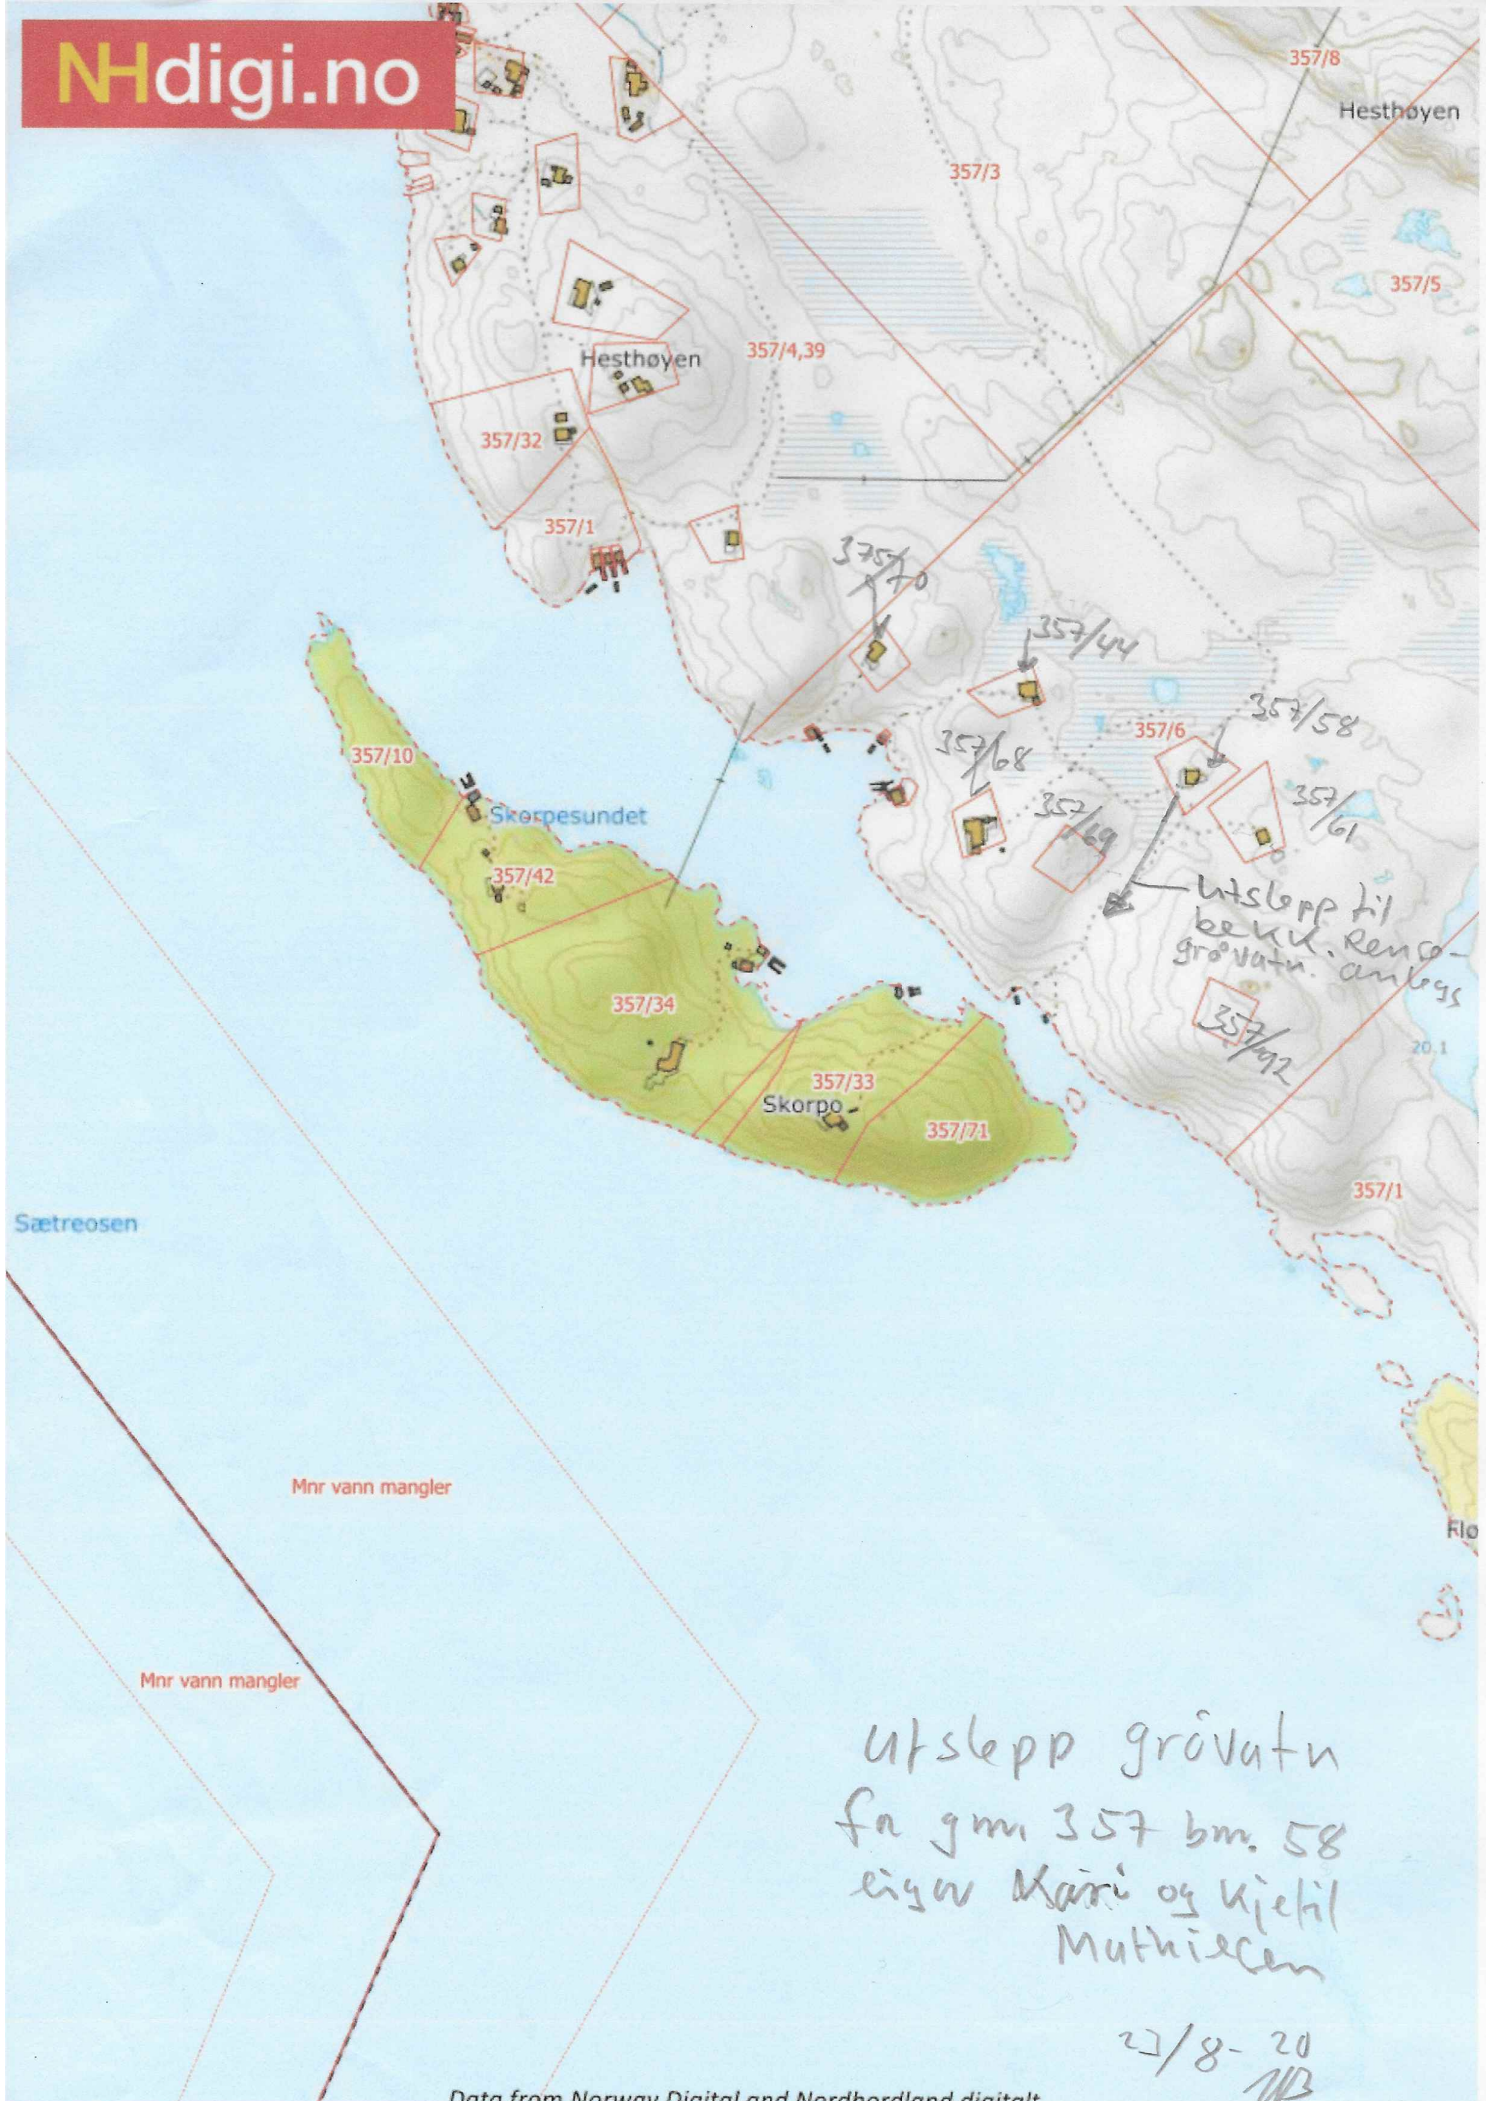 NHdigi.no
357/8
Hesthøyen
357/3
357/5
357/4,39
Hesthøyen
357/32
357/1
375/70
357/44
357/58
357/6
357/10
357/68
357/61
357/69
Skorpesundet
357/42
utslepp til
bekk. Rense-
gråvatn. anlegg
357/34
357/92
20.1
357/33
Skorpo
357/71
357/1
Sætreosen
Mnr vann mangler
Flø
Mnr vann mangler
utslepp gråvatn
fra gnr. 357 bnr. 58
eigar Kari og Kjetil
Mathiesen
23/8-20
Data from Norway Digital and Nordhordland digitalt